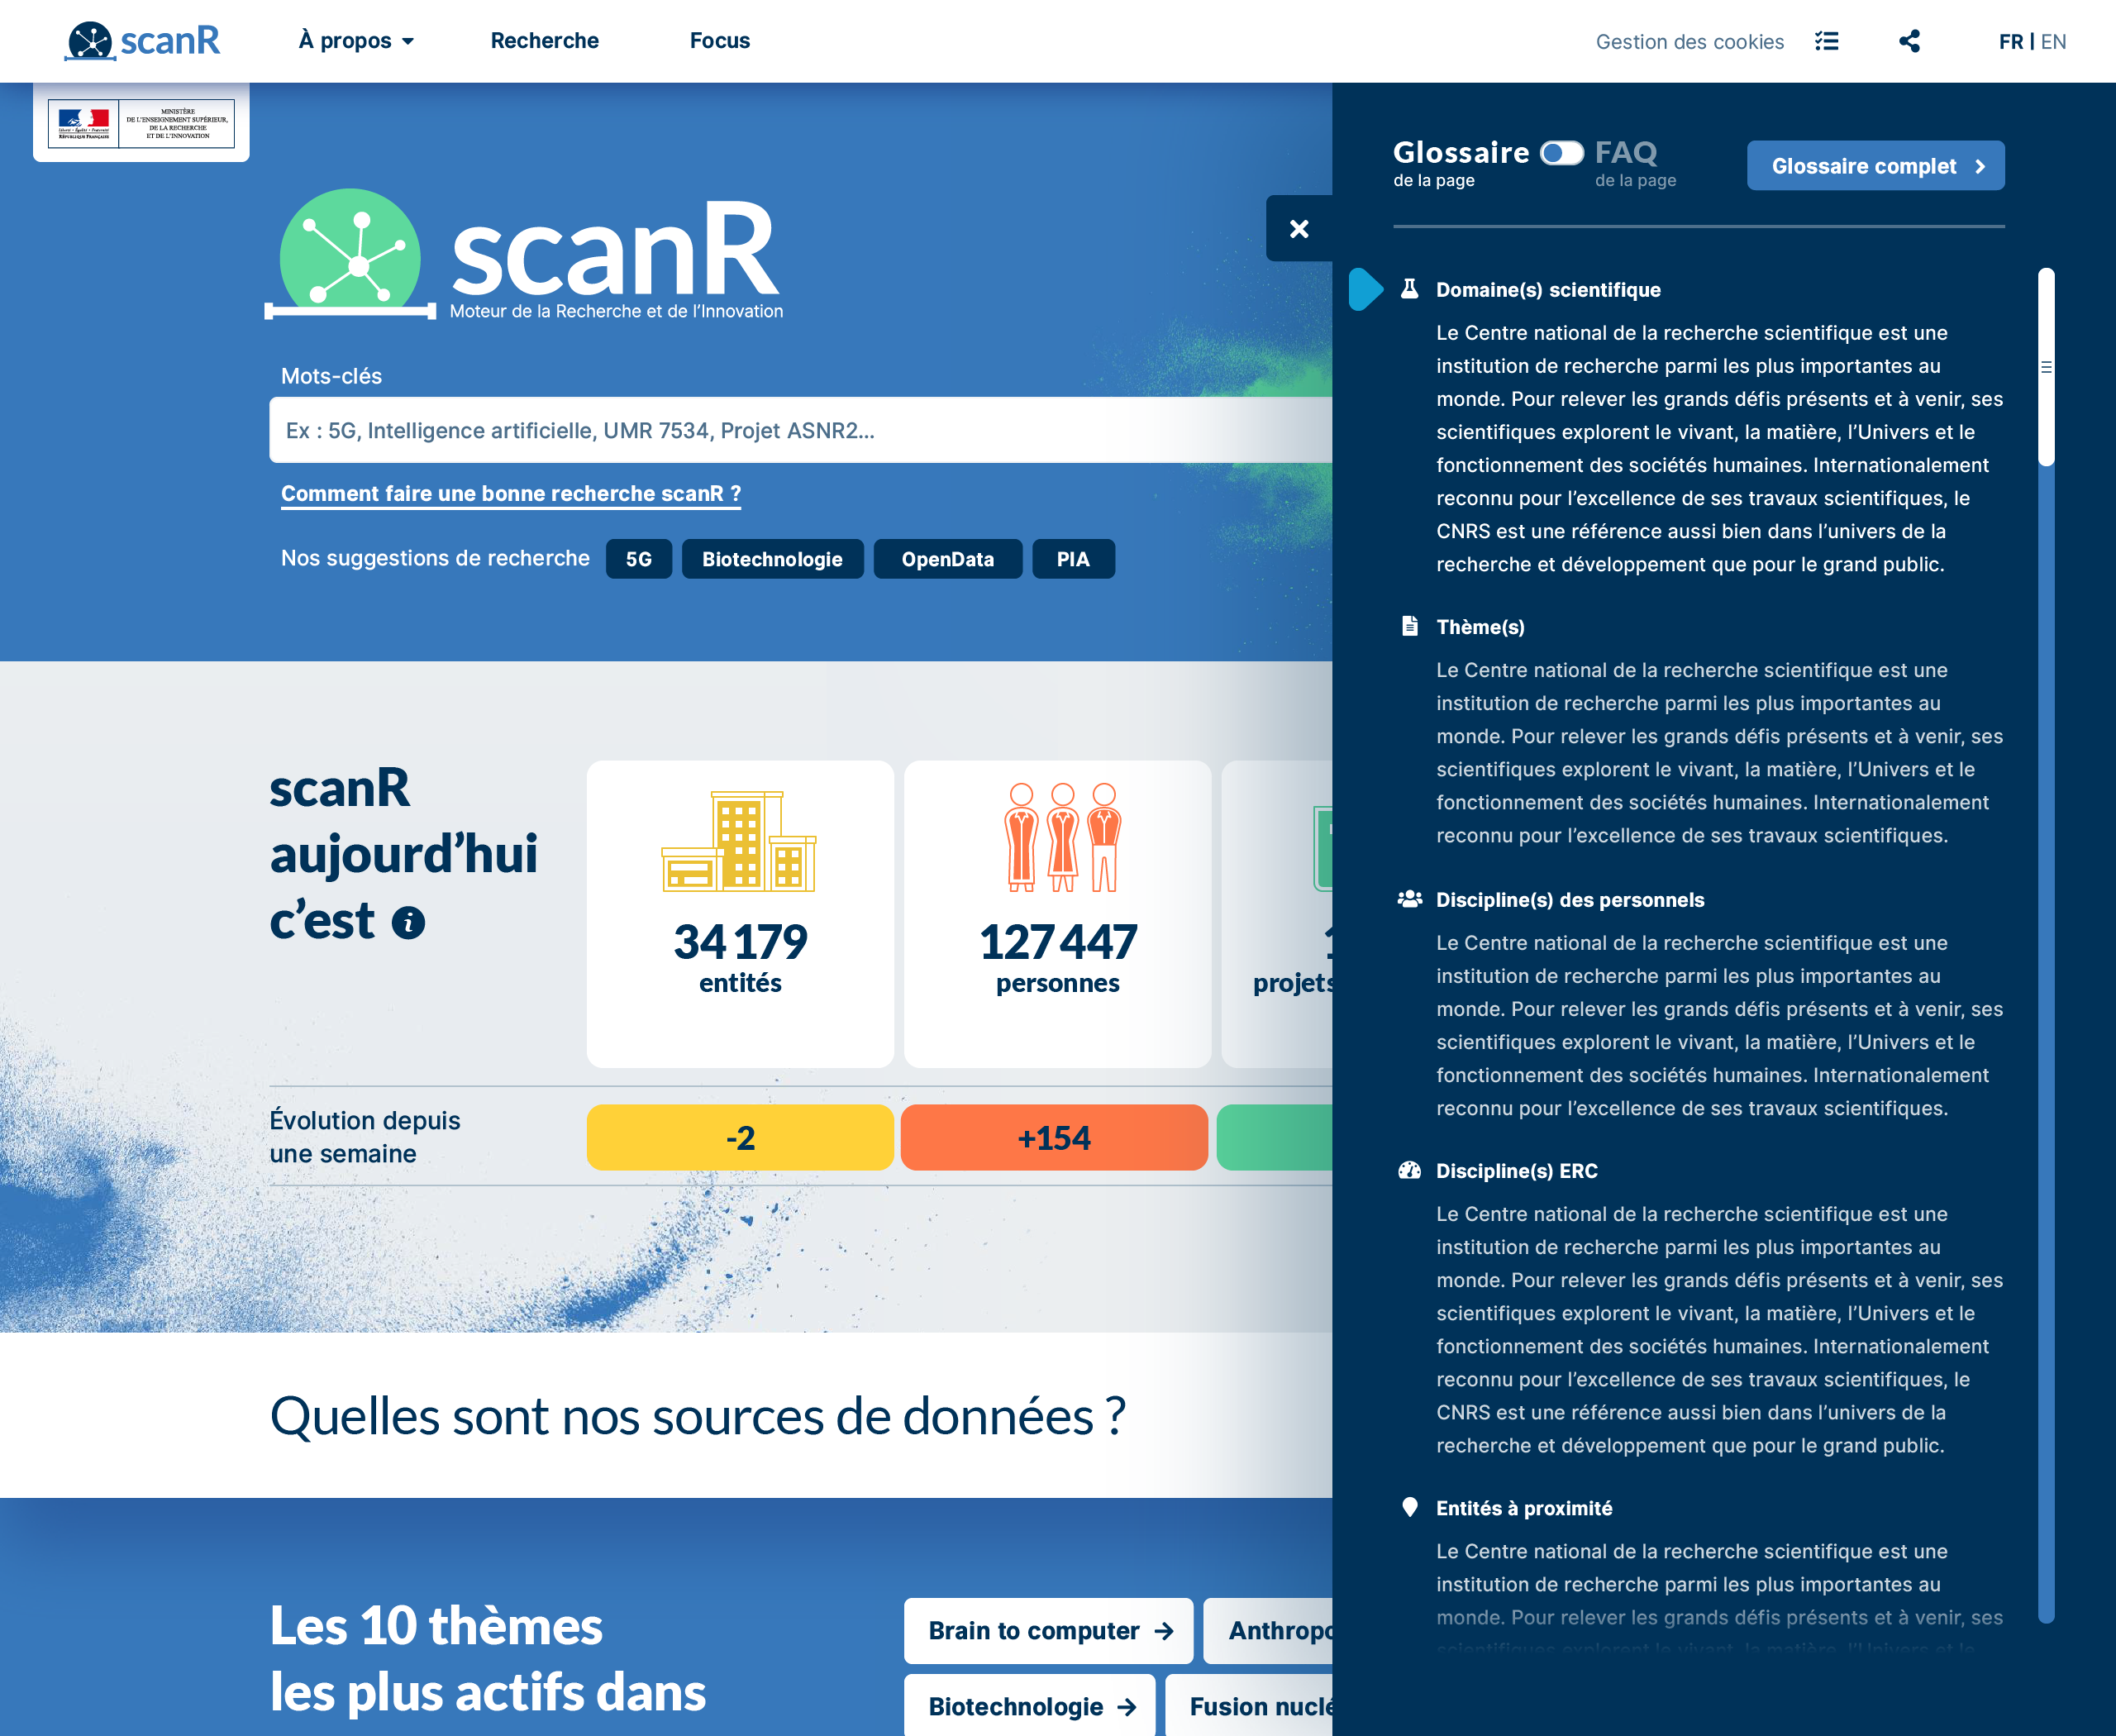 scanR
À propos
Recherche
Focus
Gestion des cookies
FR | EN
MINISTÈRE
DE L'ENSEIGNEMENT SUPÉRIEUR,
DE LA RECHERCHE
ET DE L'INNOVATION
Liberté • Égalité • Fraternité
RÉPUBLIQUE FRANÇAISE
scanR
Moteur de la Recherche et de l’Innovation
Mots-clés
Ex : 5G, Intelligence artificielle, UMR 7534, Projet ASNR2...
Comment faire une bonne recherche scanR ?
Nos suggestions de recherche
5G
Biotechnologie
OpenData
PIA
scanR
aujourd’hui
c’est
34 179
entités
127 447
personnes
projets
Évolution depuis
une semaine
-2
+154
Quelles sont nos sources de données ?
Les 10 thèmes
les plus actifs dans
Brain to computer
Anthropo
Biotechnologie
Fusion nuclé
Glossaire
de la page
FAQ
de la page
Glossaire complet
Domaine(s) scientifique
Le Centre national de la recherche scientifique est une
institution de recherche parmi les plus importantes au
monde. Pour relever les grands défis présents et à venir, ses
scientifiques explorent le vivant, la matière, l’Univers et le
fonctionnement des sociétés humaines. Internationalement
reconnu pour l’excellence de ses travaux scientifiques, le
CNRS est une référence aussi bien dans l’univers de la
recherche et développement que pour le grand public.
Thème(s)
Le Centre national de la recherche scientifique est une
institution de recherche parmi les plus importantes au
monde. Pour relever les grands défis présents et à venir, ses
scientifiques explorent le vivant, la matière, l’Univers et le
fonctionnement des sociétés humaines. Internationalement
reconnu pour l’excellence de ses travaux scientifiques.
Discipline(s) des personnels
Le Centre national de la recherche scientifique est une
institution de recherche parmi les plus importantes au
monde. Pour relever les grands défis présents et à venir, ses
scientifiques explorent le vivant, la matière, l’Univers et le
fonctionnement des sociétés humaines. Internationalement
reconnu pour l’excellence de ses travaux scientifiques.
Discipline(s) ERC
Le Centre national de la recherche scientifique est une
institution de recherche parmi les plus importantes au
monde. Pour relever les grands défis présents et à venir, ses
scientifiques explorent le vivant, la matière, l’Univers et le
fonctionnement des sociétés humaines. Internationalement
reconnu pour l’excellence de ses travaux scientifiques, le
CNRS est une référence aussi bien dans l’univers de la
recherche et développement que pour le grand public.
Entités à proximité
Le Centre national de la recherche scientifique est une
institution de recherche parmi les plus importantes au
monde. Pour relever les grands défis présents et à venir, ses
scientifiques explorent le vivant, la matière, l’Univers et le